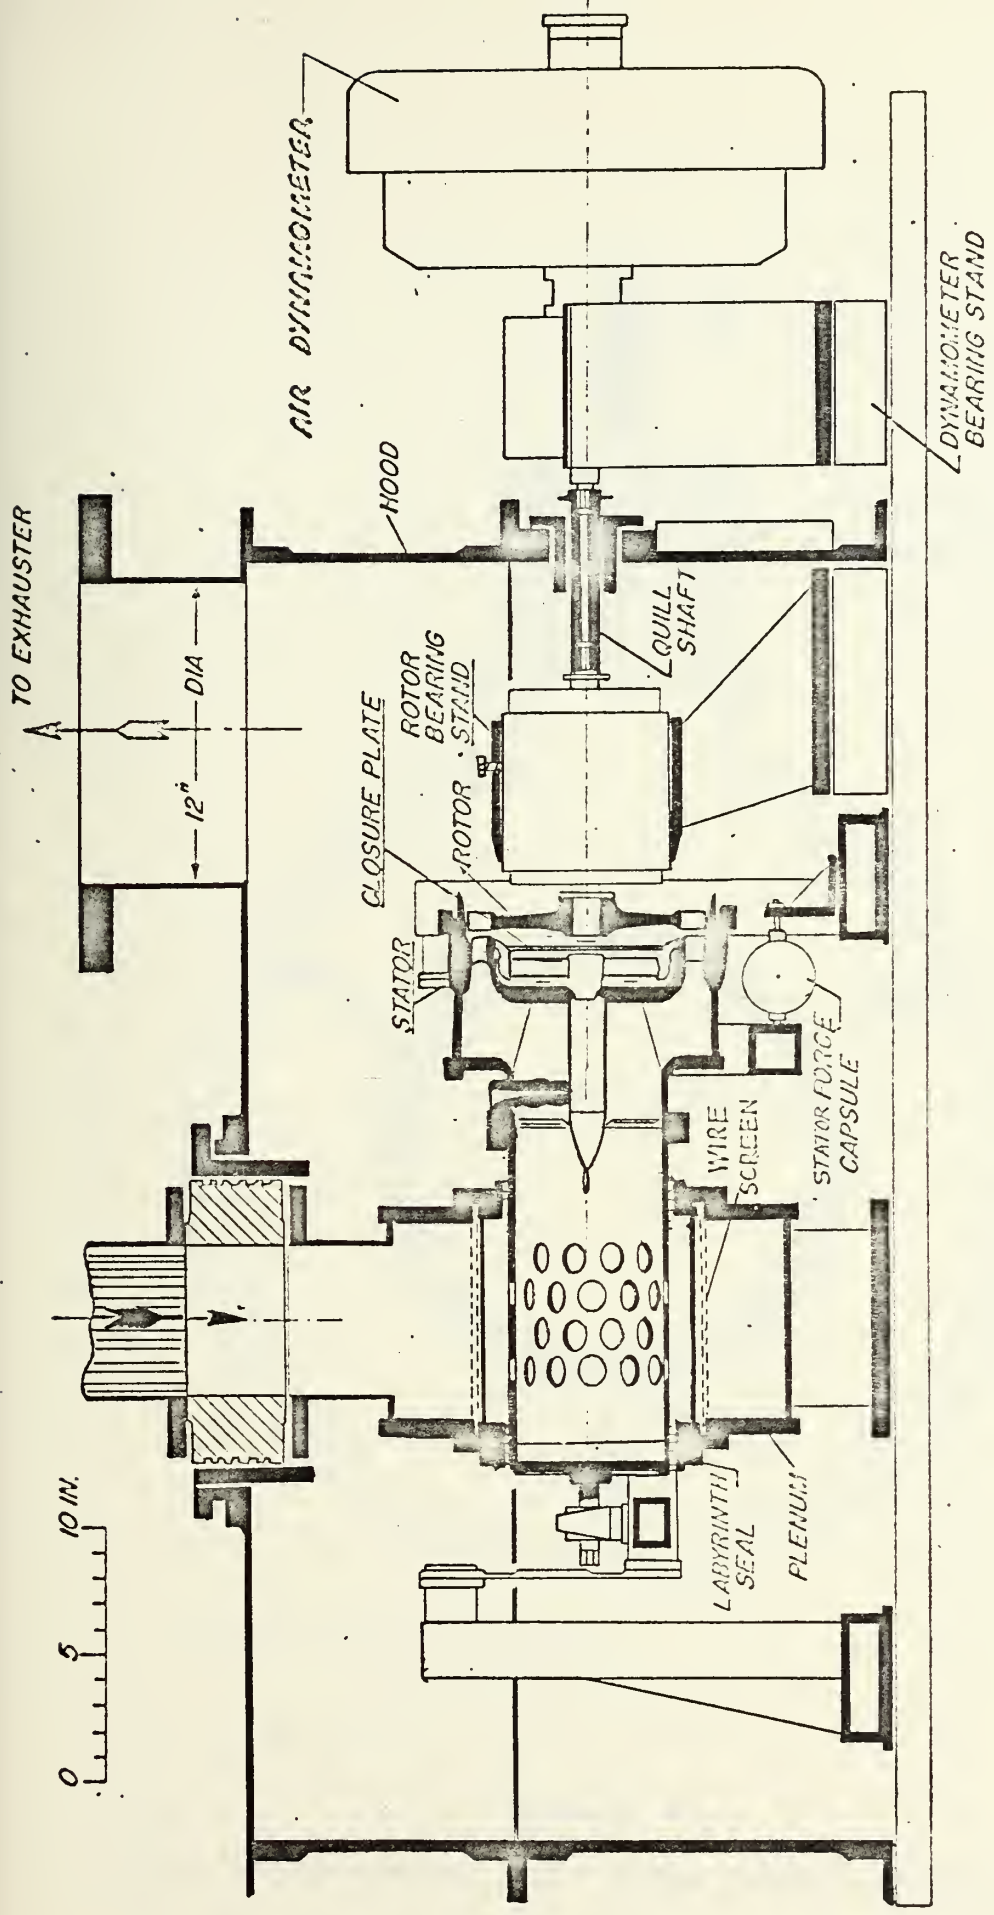 TO EXHAUSTER
12" DIA
AIR DYNAMOMETER
HOOD
DYNAMOMETER
BEARING STAND
QUILL
SHAFT
ROTOR
BEARING
STAND
CLOSURE PLATE
ROTOR
STATOR
STATOR FORCE
CAPSULE
WIRE
SCREEN
LABYRINTH
SEAL
PLENUM
0 5 10 IN.